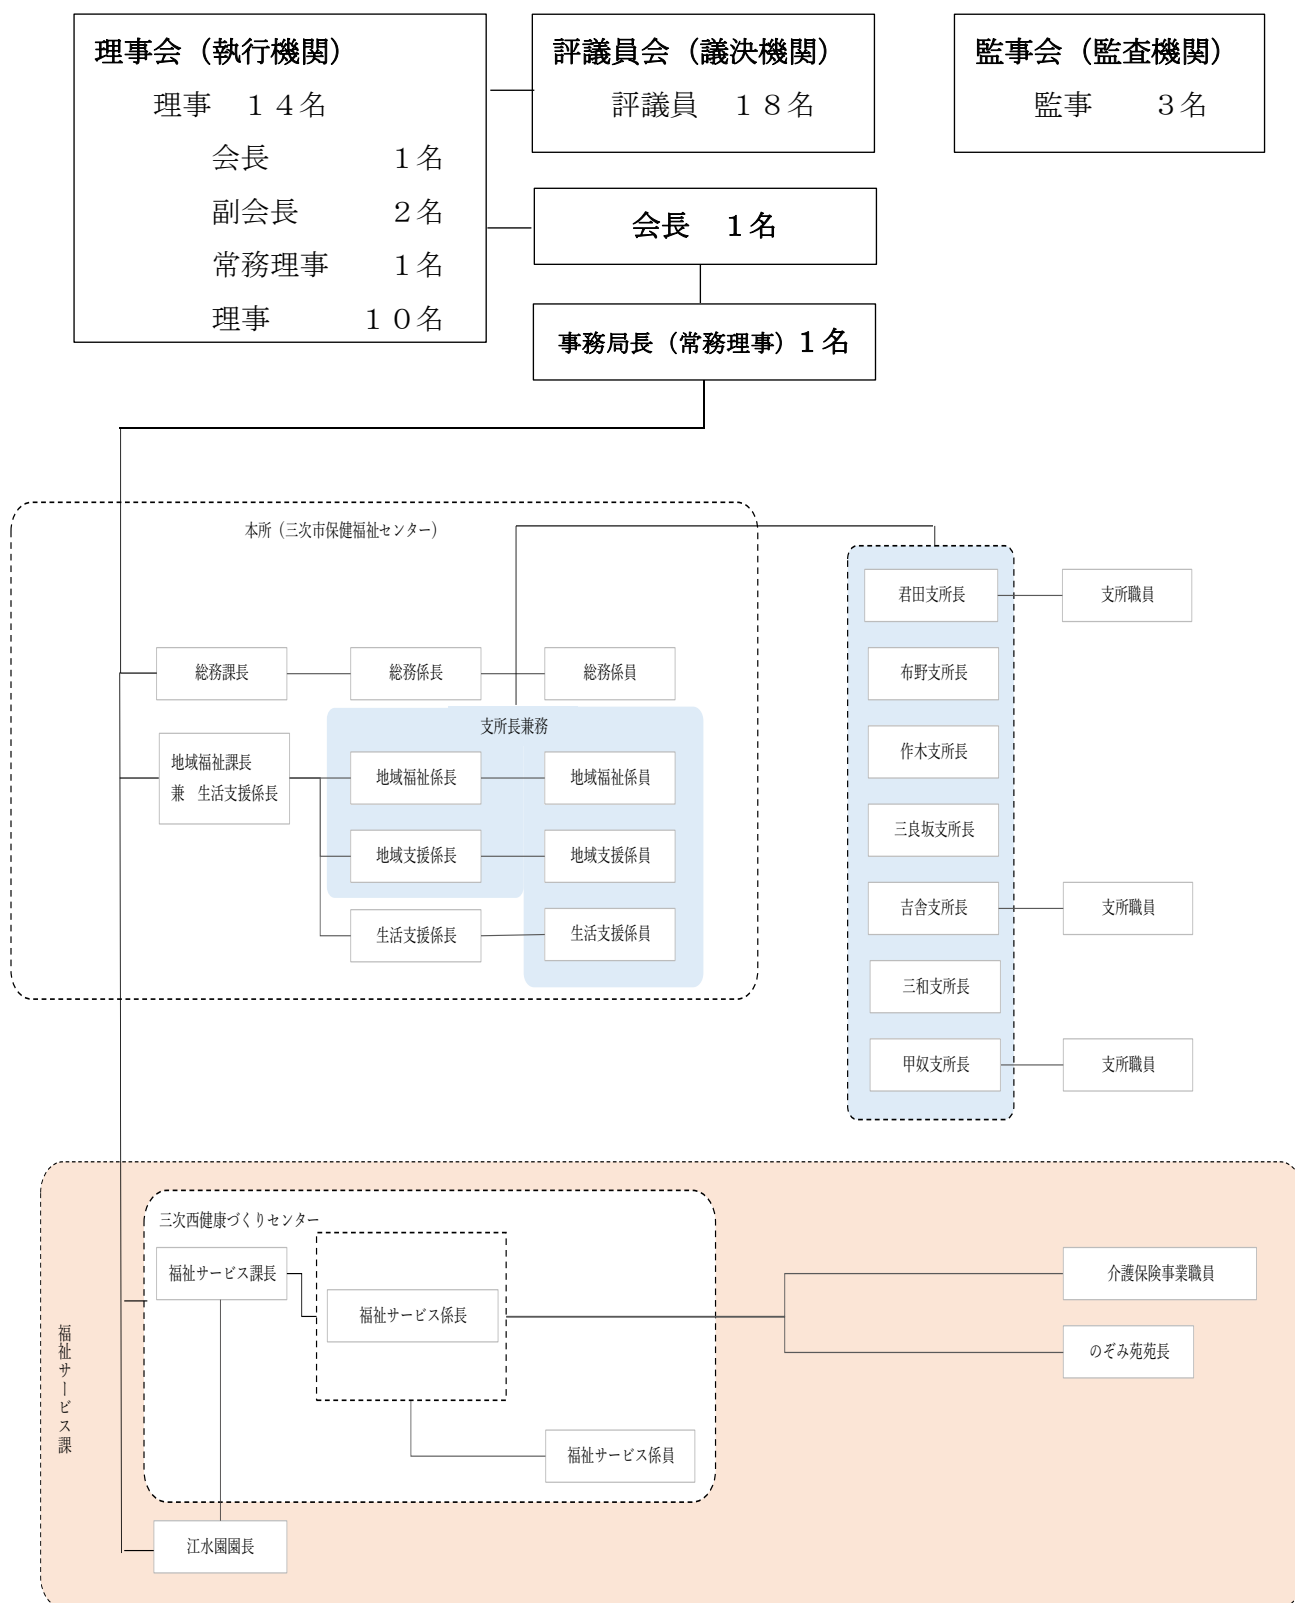 理事会（執行機関）
理事　１４名
会長　１名
副会長　２名
常務理事　１名
理事　１０名
評議員会（議決機関）
評議員　１８名
監事会（監査機関）
監事　３名
会長　１名
事務局長（常務理事）１名
本所（三次市保健福祉センター）
総務課長
総務係長
総務係員
支所長兼務
地域福祉課長
兼　生活支援係長
地域福祉係長
地域福祉係員
地域支援係長
地域支援係員
生活支援係長
生活支援係員
君田支所長
支所職員
布野支所長
作木支所長
三良坂支所長
吉舎支所長
支所職員
三和支所長
甲奴支所長
支所職員
福祉サービス課
三次西健康づくりセンター
福祉サービス課長
福祉サービス係長
福祉サービス係員
介護保険事業職員
のぞみ苑苑長
江水園園長